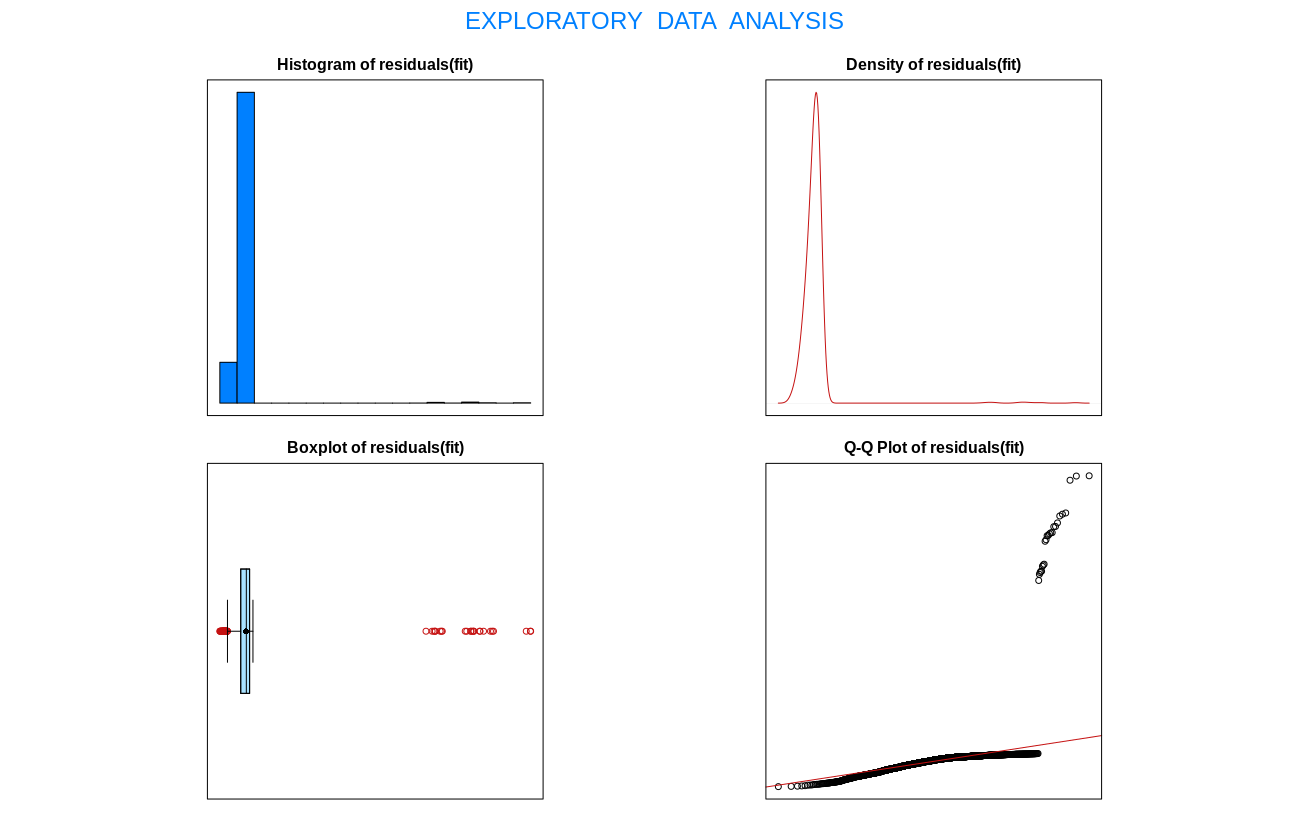 EXPLORATORY DATA ANALYSIS
Histogram of residuals(fit)
Density of residuals(fit)
Boxplot of residuals(fit)
Q-Q Plot of residuals(fit)